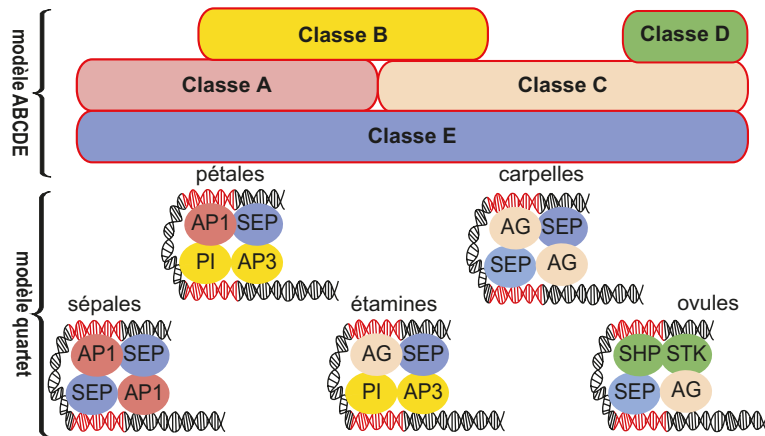 modèle ABCDE
Classe B
Classe D
Classe A
Classe C
Classe E
modèle quartet
pétales
AP1 SEP
PI AP3
carpelles
AG SEP
SEP AG
sépales
AP1 SEP
SEP AP1
étamines
AG SEP
PI AP3
ovules
SHP STK
SEP AG